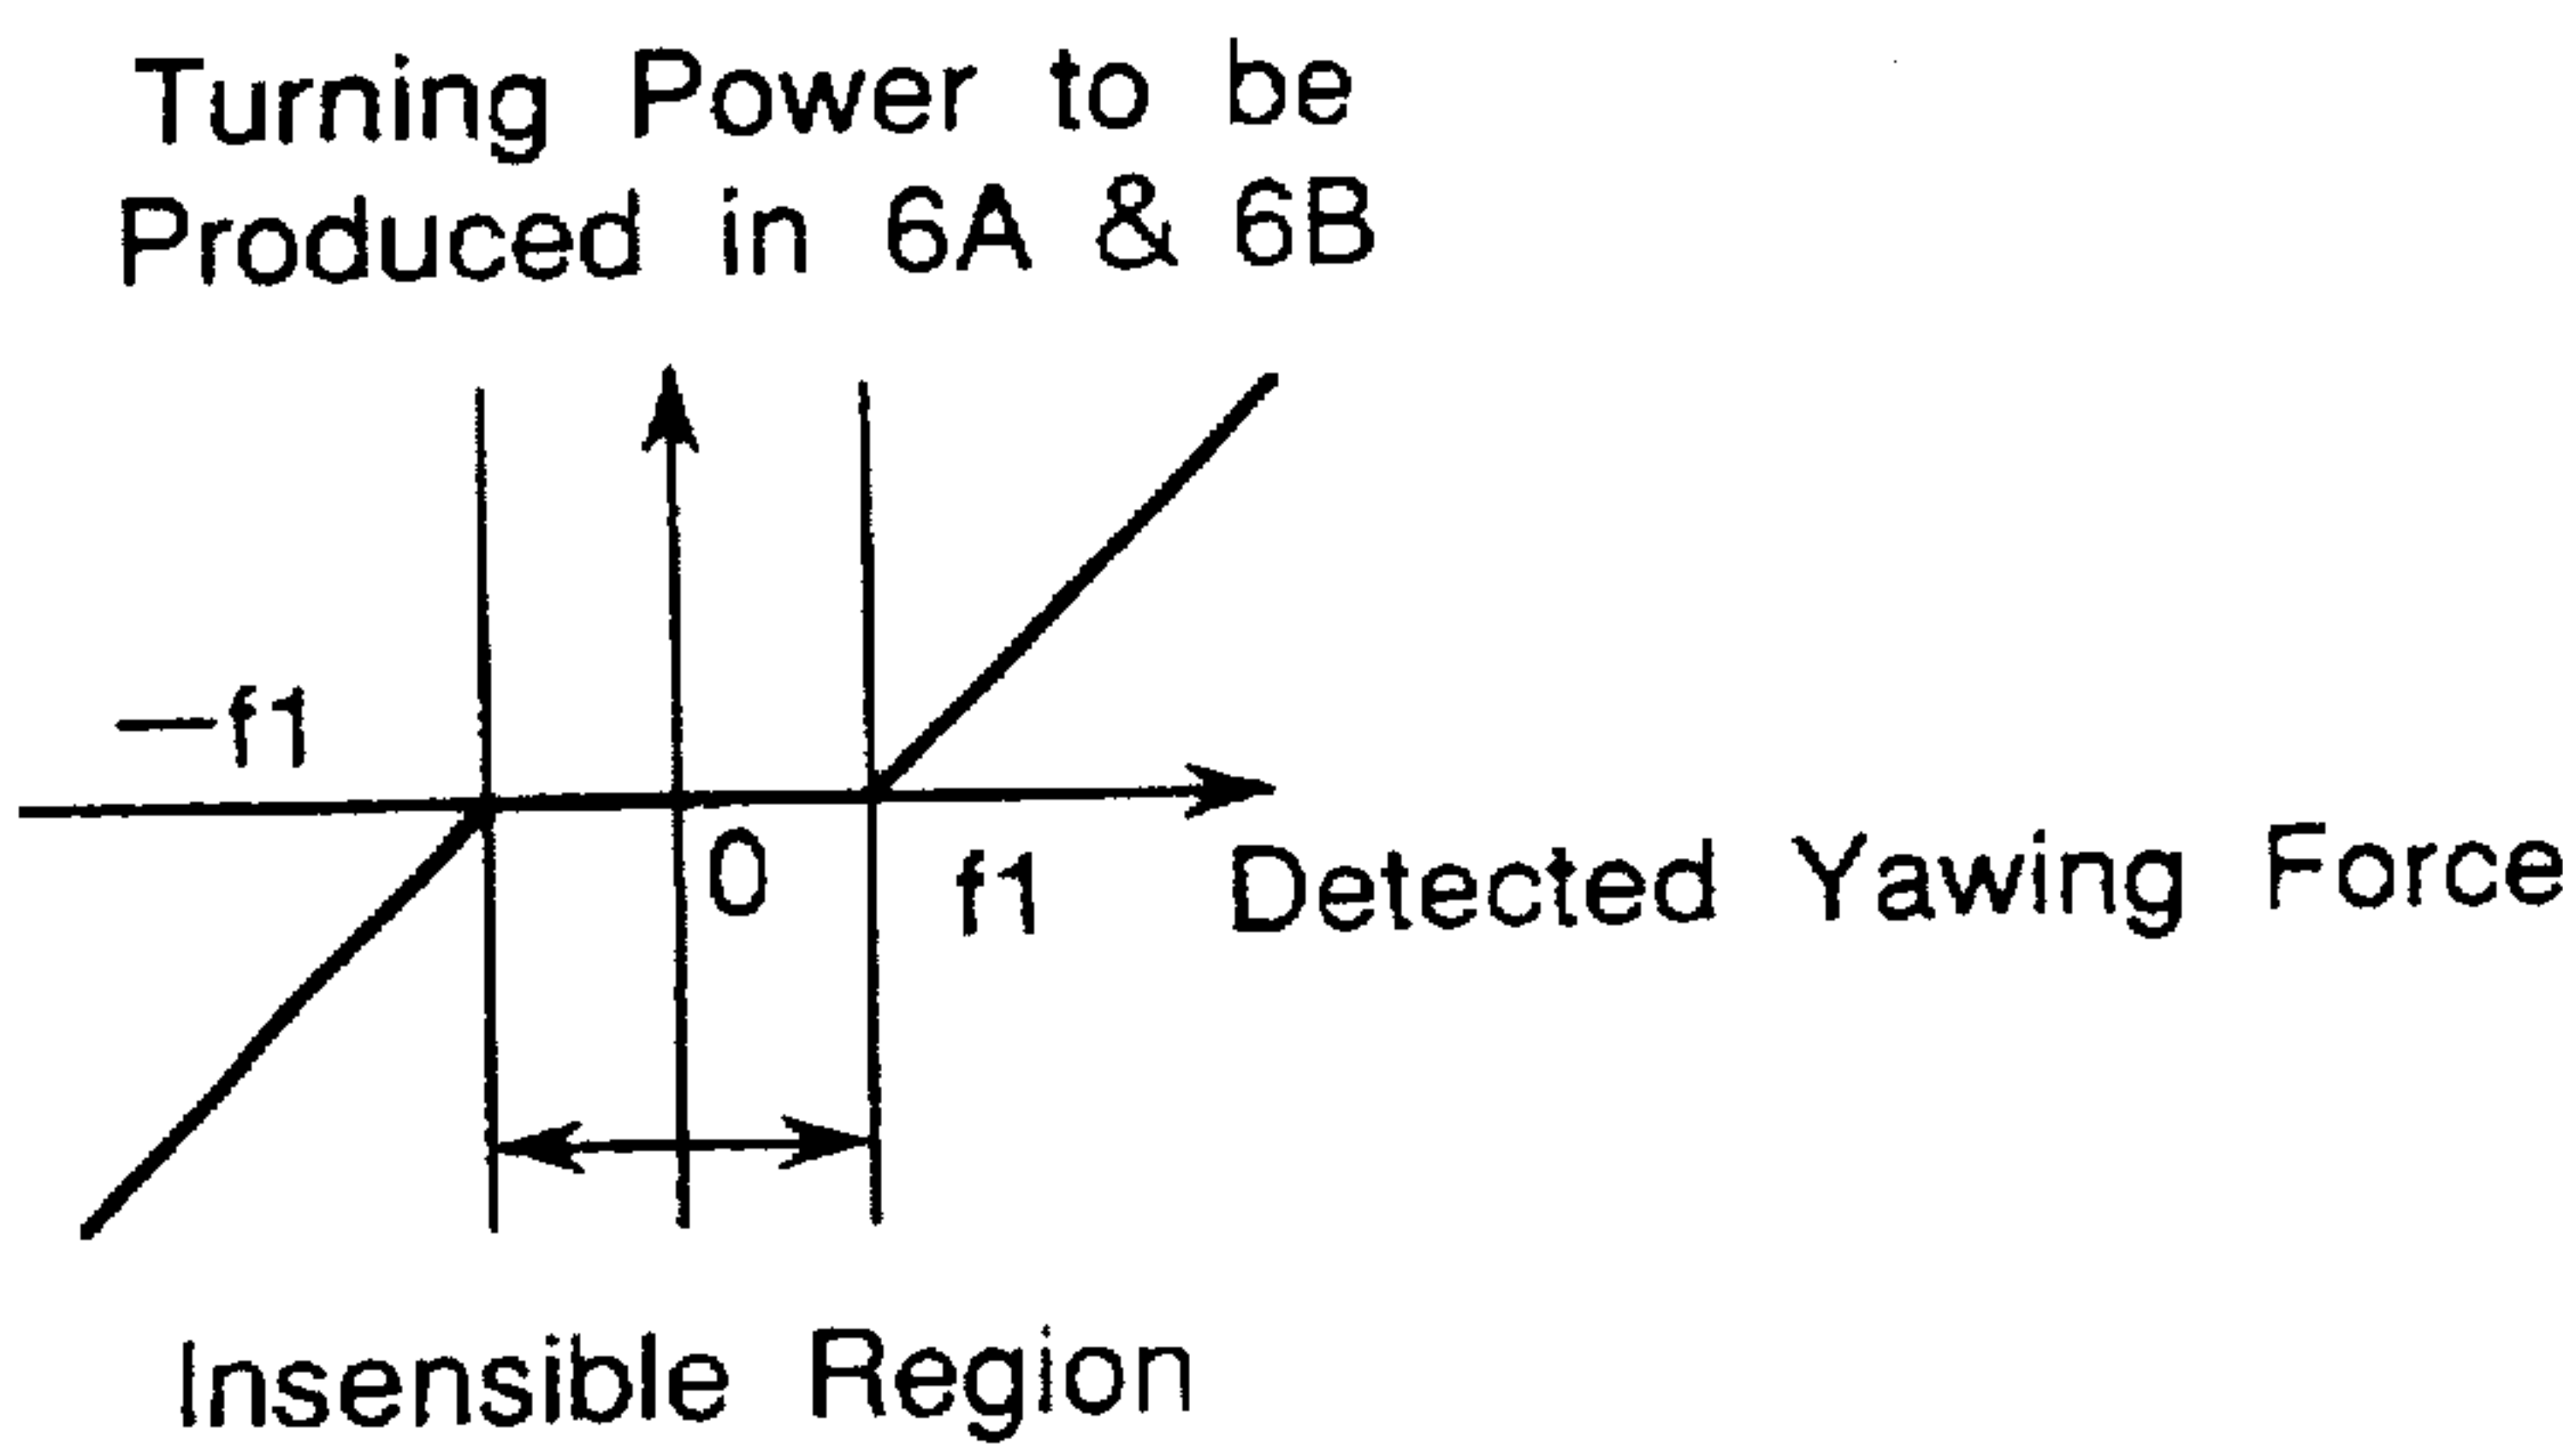 Turning Power to be
Produced in 6A & 6B
—f1
0
f1
Detected Yawing Force
Insensible Region